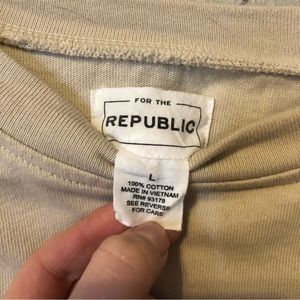 FOR THE
REPUBLIC
L
100% COTTON
MADE IN VIETNAM
RN# 93178
SEE REVERSE
FOR CARE